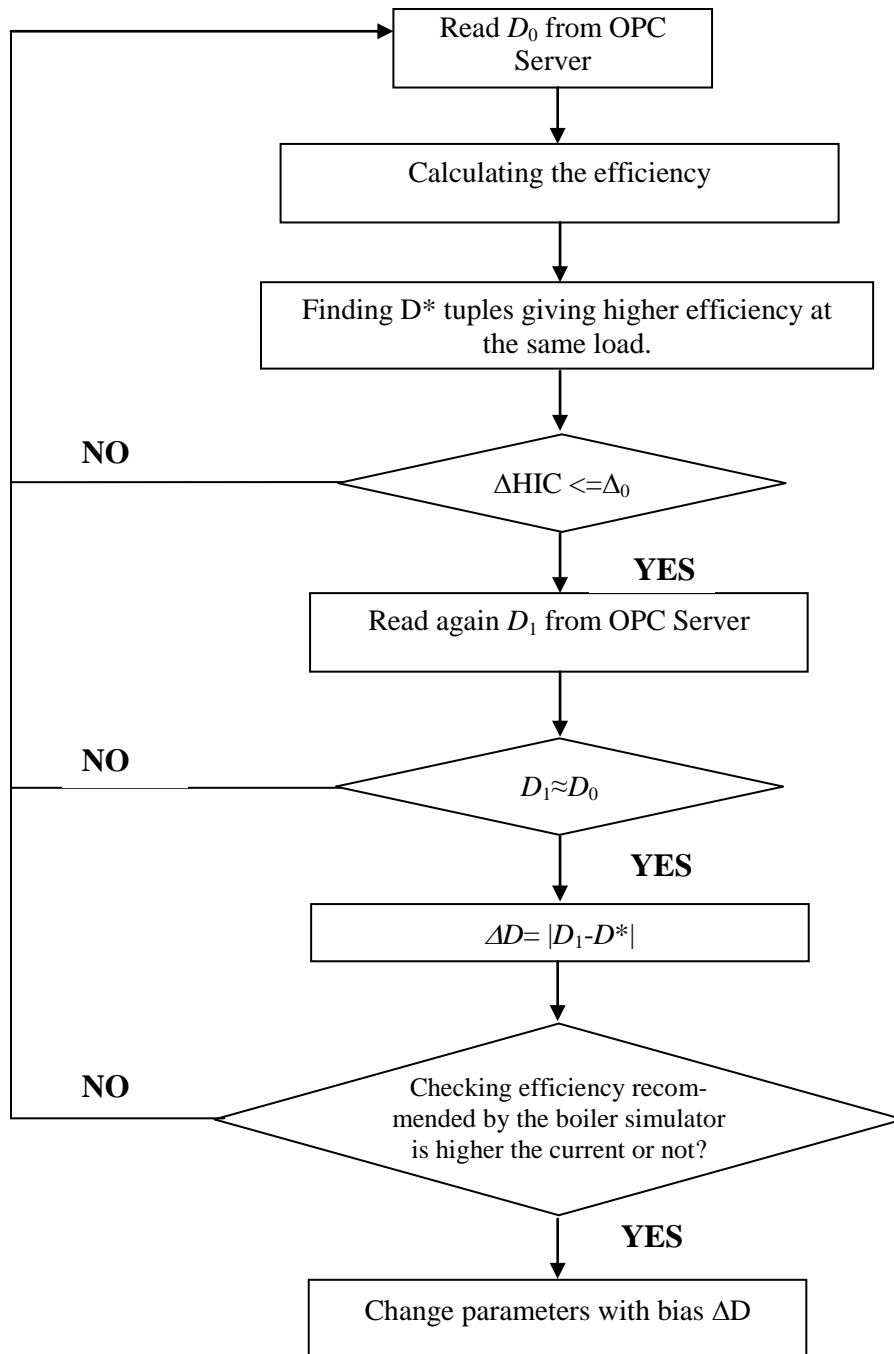 Read D₀ from OPC
Server
Calculating the efficiency
Finding D* tuples giving higher efficiency at
the same load.
NO
ΔHIC <=Δ₀
YES
Read again D₁ from OPC Server
NO
D₁≈D₀
YES
ΔD= |D₁-D*|
NO
Checking efficiency recom-
mended by the boiler simulator
is higher the current or not?
YES
Change parameters with bias ΔD